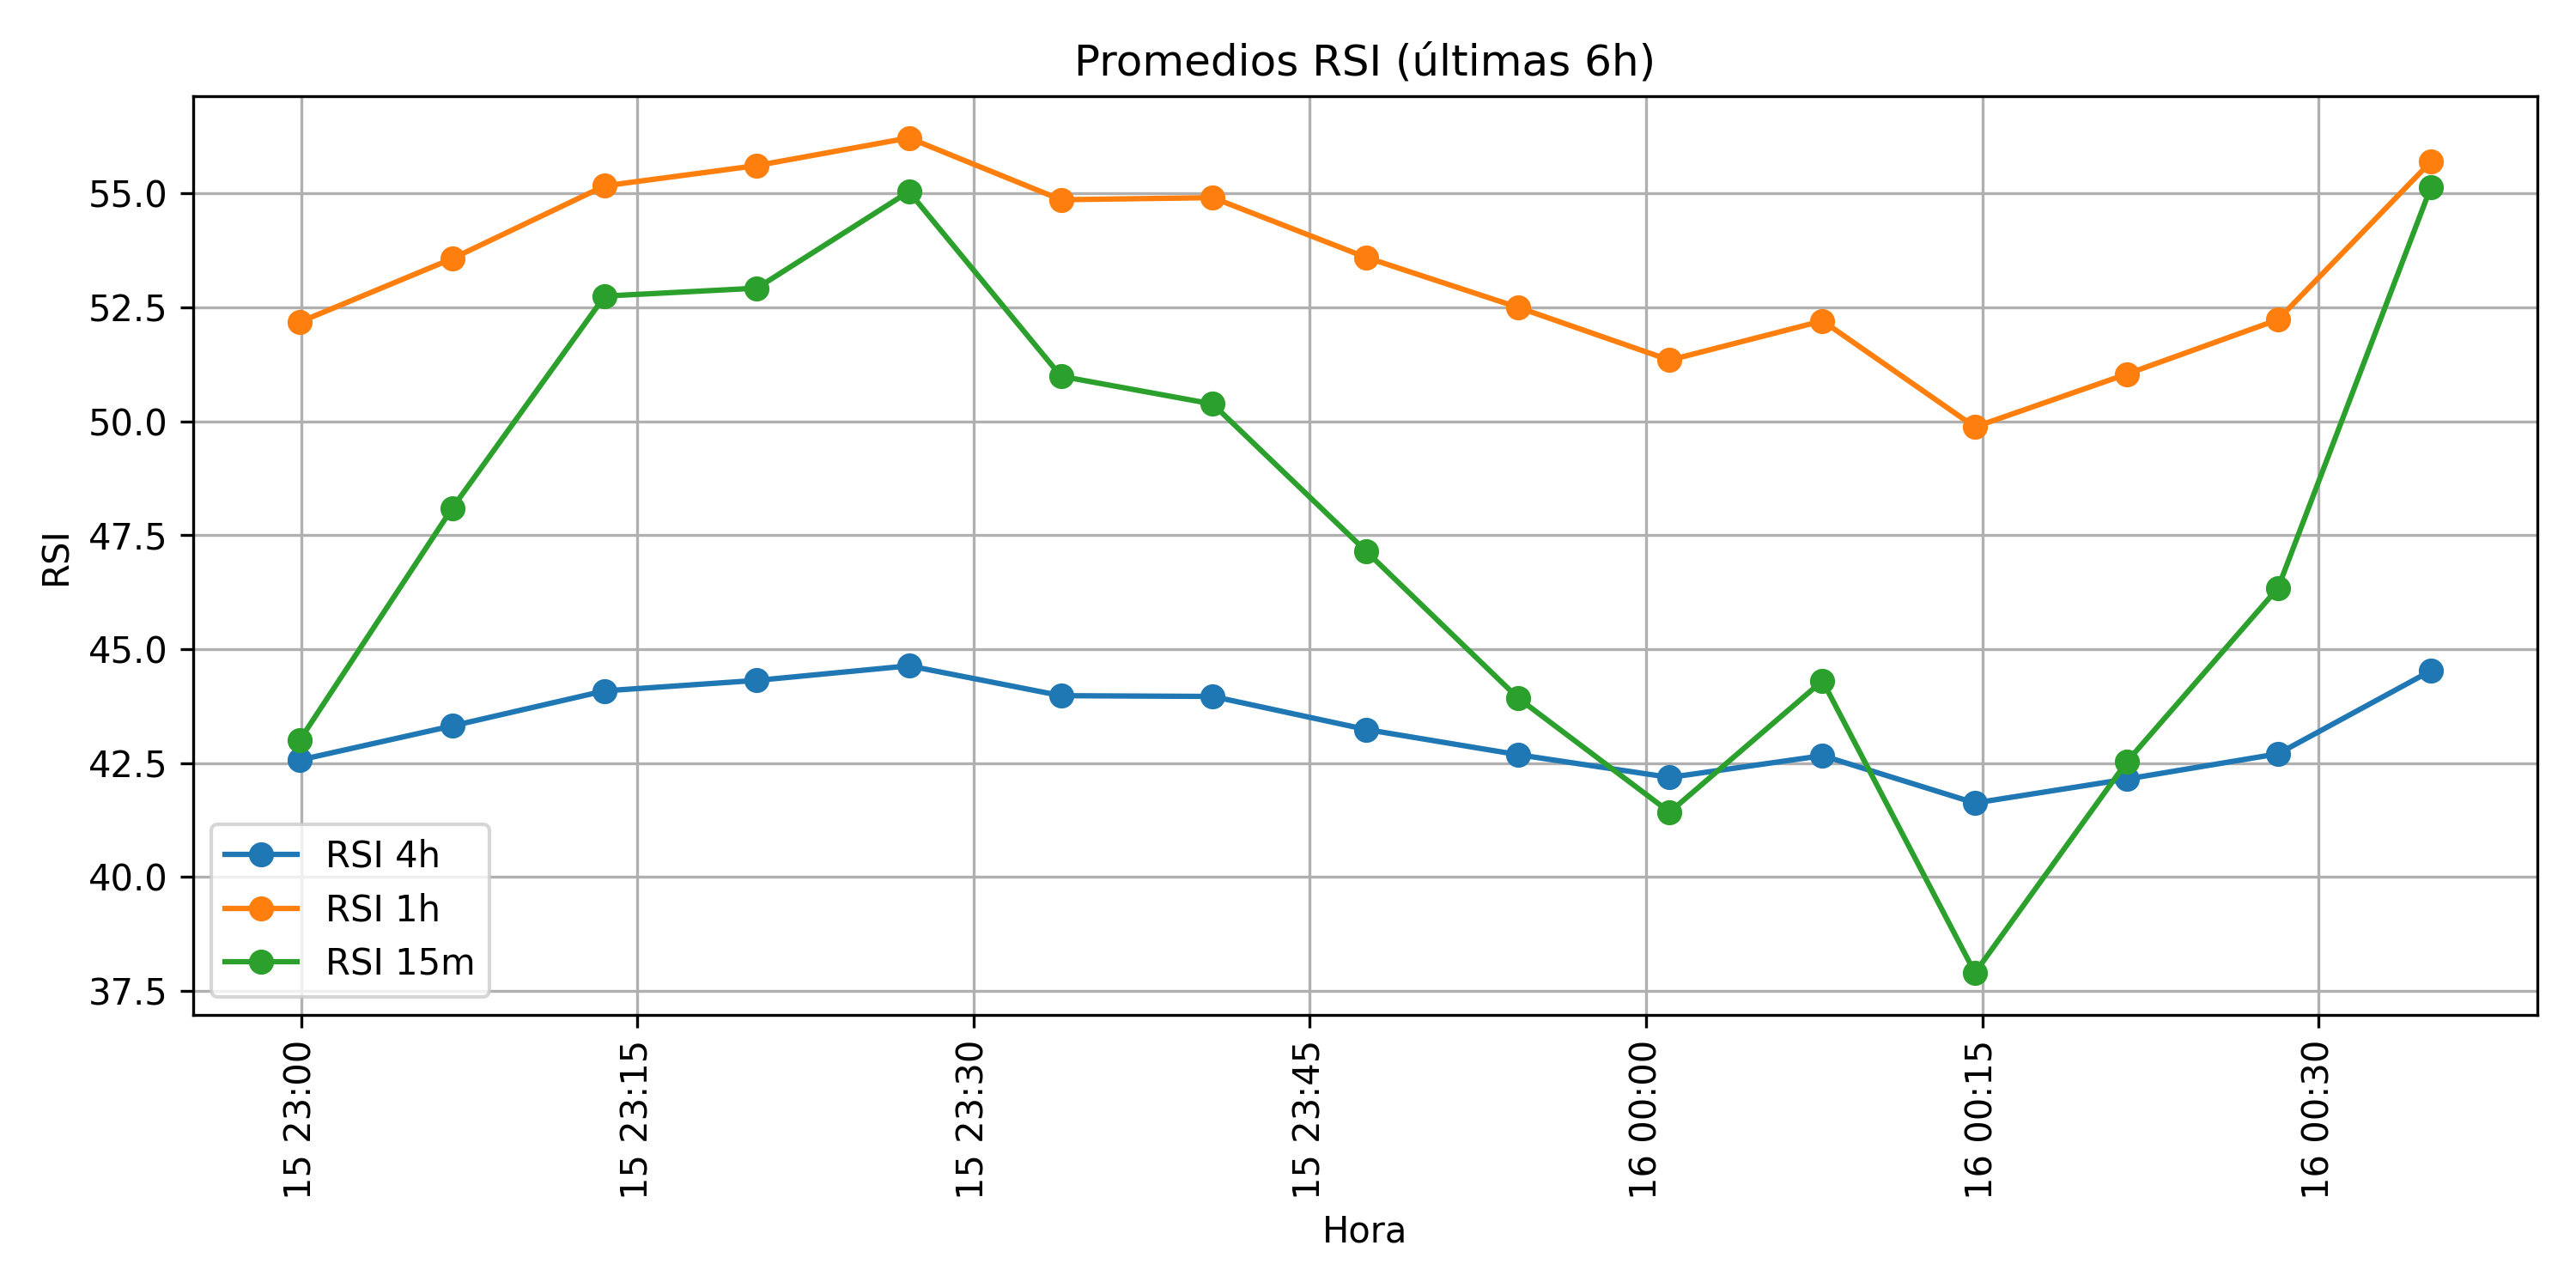 Promedios RSI (últimas 6h)
RSI
55.0
52.5
50.0
47.5
45.0
42.5
40.0
37.5
RSI 4h
RSI 1h
RSI 15m
15 23:00
15 23:15
15 23:30
15 23:45
16 00:00
16 00:15
16 00:30
Hora